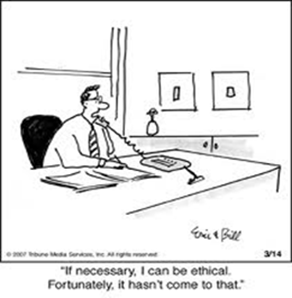 Eric & Bill
© 2007 Tribune Media Services, Inc. All rights reserved
3/14
"If necessary, I can be ethical.
Fortunately, it hasn't come to that."